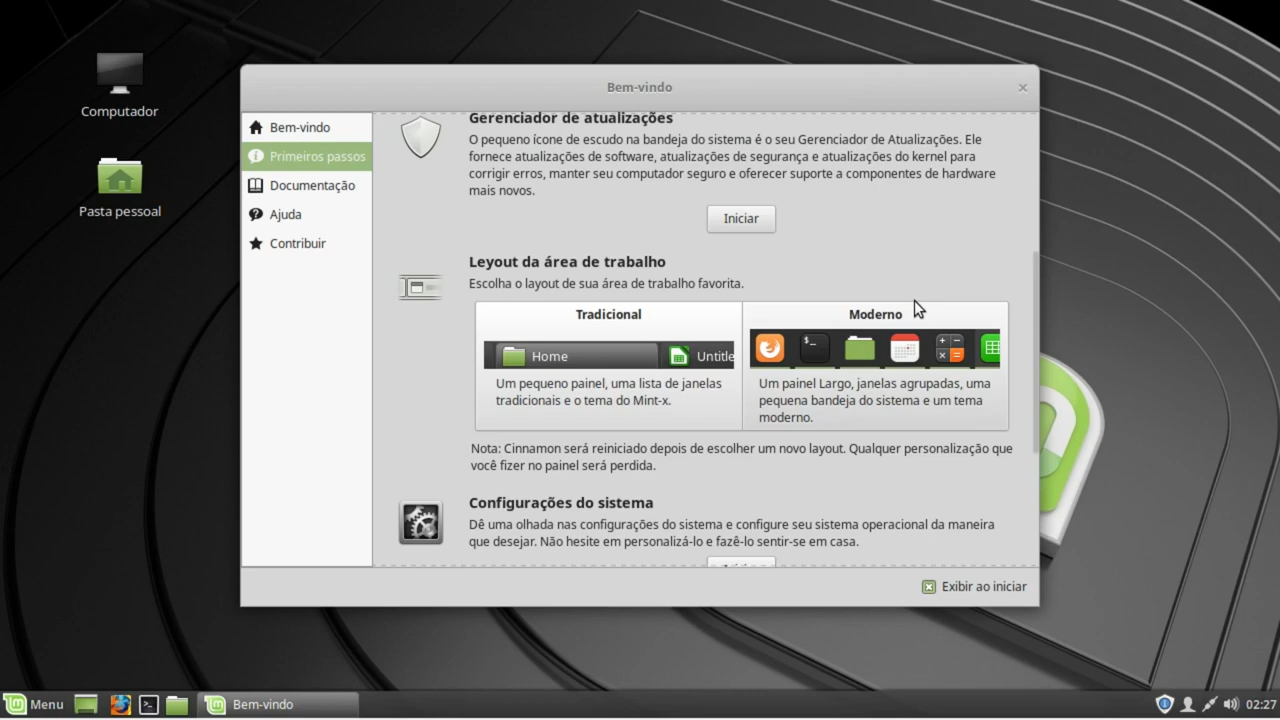 Computador
Pasta pessoal
Bem-vindo
Bem-vindo
Primeiros passos
Documentação
Ajuda
Contribuir
Gerenciador de atualizações
O pequeno ícone de escudo na bandeja do sistema é o seu Gerenciador de Atualizações. Ele
fornece atualizações de software, atualizações de segurança e atualizações do kernel para
corrigir erros, manter seu computador seguro e oferecer suporte a componentes de hardware
mais novos.
Iniciar
Leyout da área de trabalho
Escolha o layout de sua área de trabalho favorita.
Tradicional
Home
Untitle
Um pequeno painel, uma lista de janelas
tradicionais e o tema do Mint-x.
Moderno
Um painel Largo, janelas agrupadas, uma
pequena bandeja do sistema e um tema
moderno.
Nota: Cinnamon será reiniciado depois de escolher um novo layout. Qualquer personalização que
você fizer no painel será perdida.
Configurações do sistema
Dê uma olhada nas configurações do sistema e configure seu sistema operacional da maneira
que desejar. Não hesite em personalizá-lo e fazê-lo sentir-se em casa.
Exibir ao iniciar
Menu
Bem-vindo
02:27